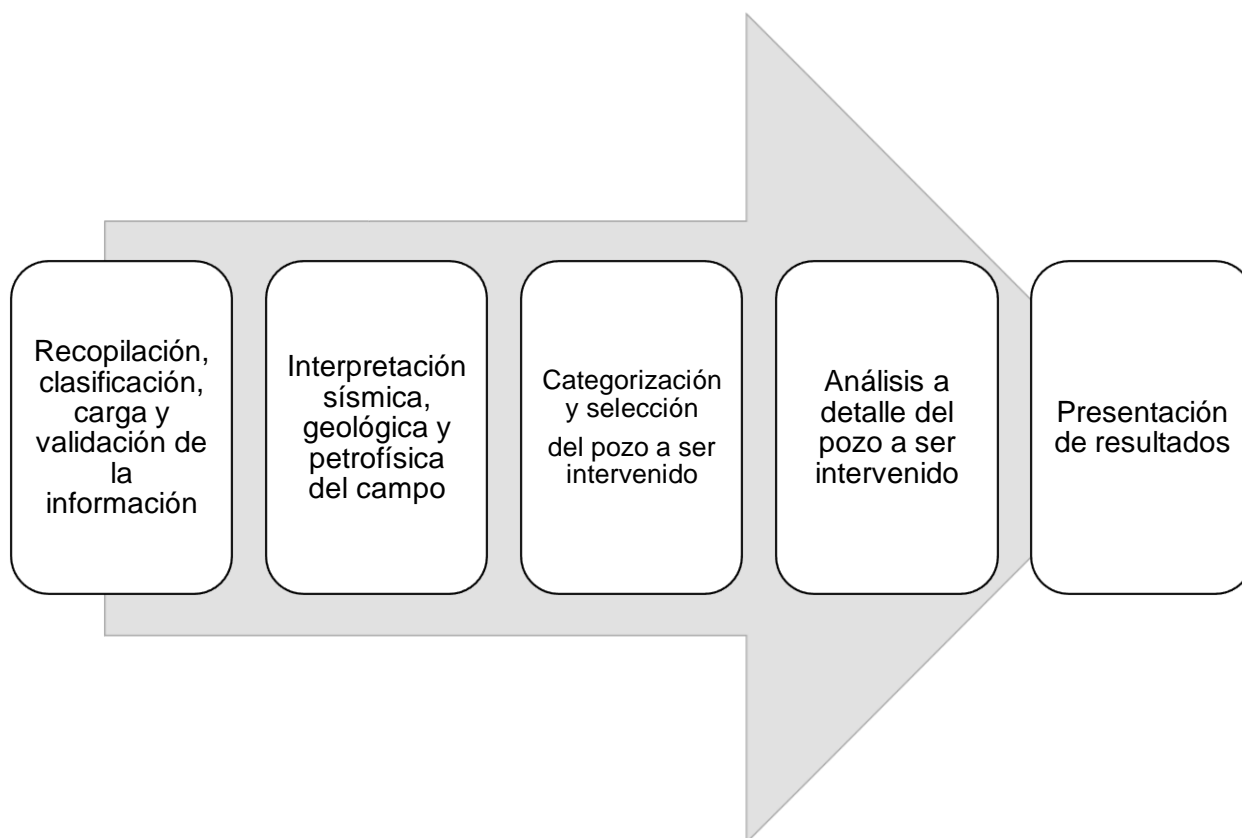 Recopilación,
clasificación,
carga y
validación de
la
información
Interpretación
sísmica,
geológica y
petrofísica
del campo
Categorización
y selección
del pozo a ser
intervenido
Análisis a
detalle del
pozo a ser
intervenido
Presentación
de resultados